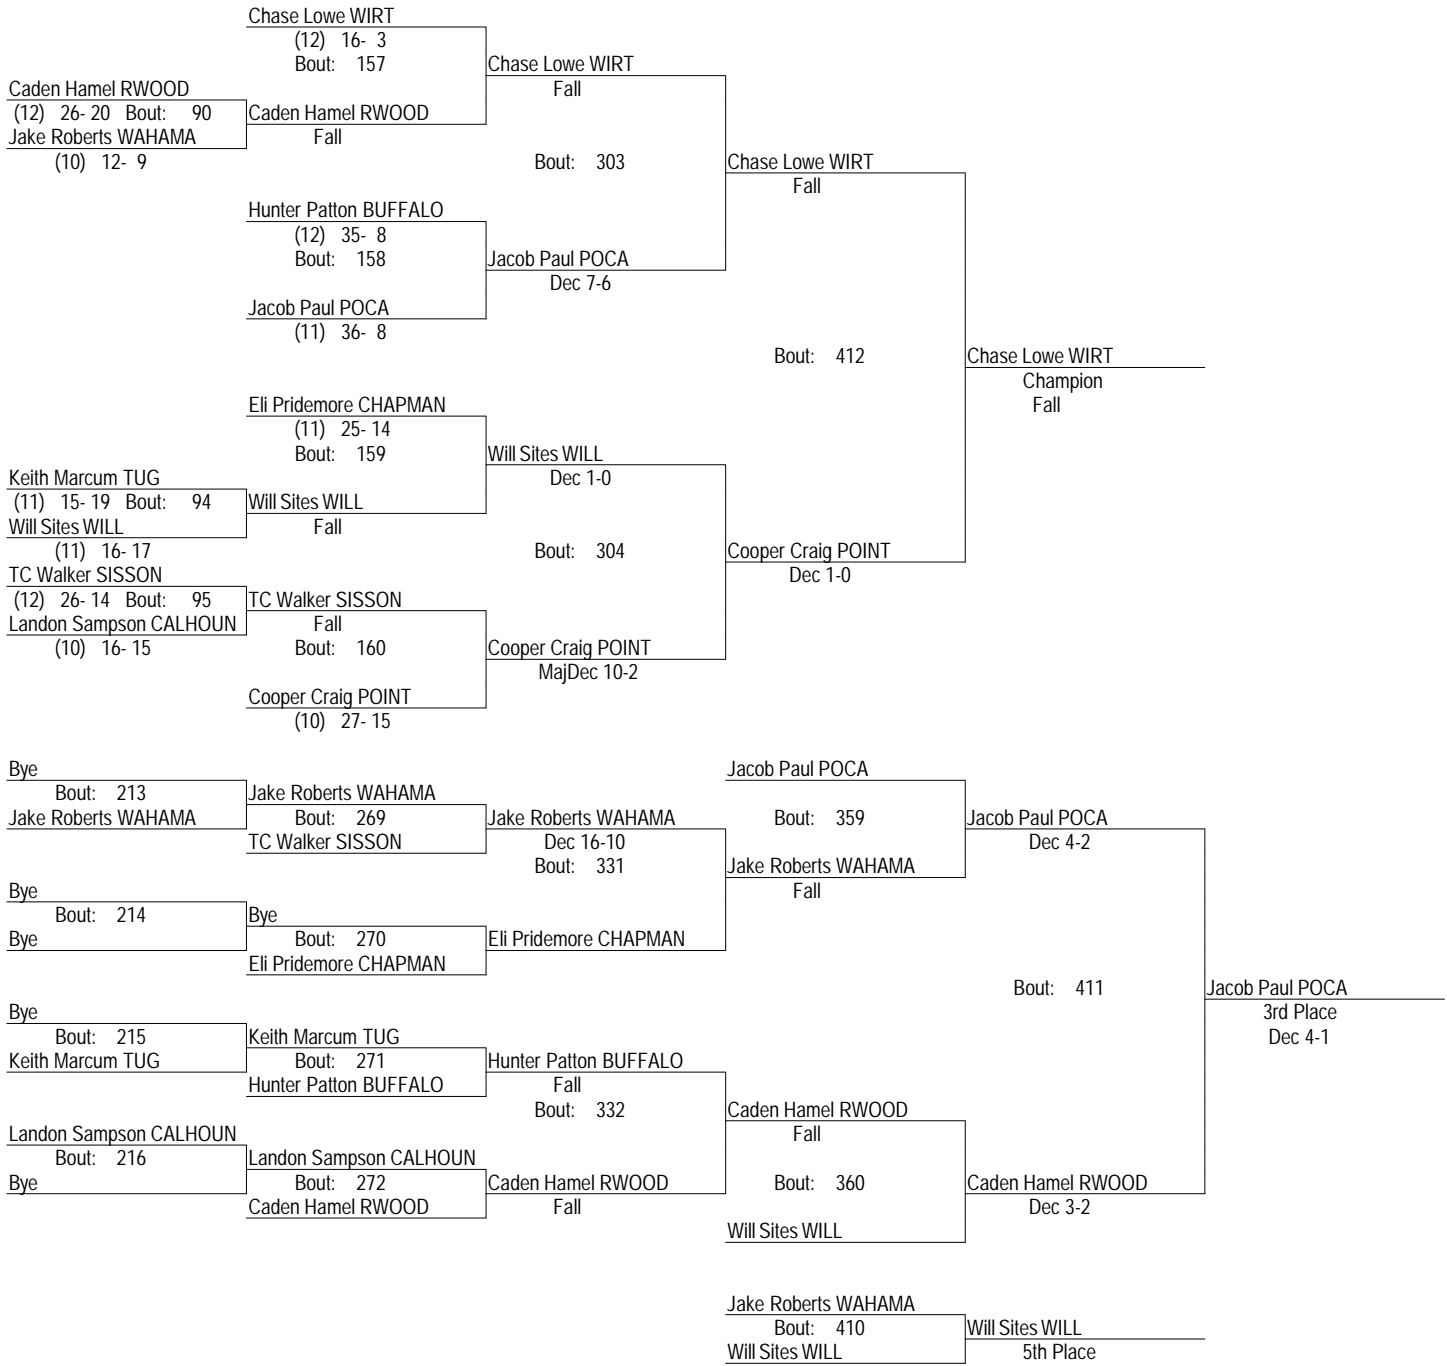 Chase Lowe WIRT
(12) 16- 3
Bout: 157
Chase Lowe WIRT
Fall
Caden Hamel RWOOD
(12) 26- 20 Bout: 90
Caden Hamel RWOOD
Jake Roberts WAHAMA
Fall
(10) 12- 9
Bout: 303
Chase Lowe WIRT
Fall
Hunter Patton BUFFALO
(12) 35- 8
Bout: 158
Jacob Paul POCA
Dec 7-6
Jacob Paul POCA
(11) 36- 8
Bout: 412
Chase Lowe WIRT
Champion
Fall
Eli Pridemore CHAPMAN
(11) 25- 14
Bout: 159
Will Sites WILL
Dec 1-0
Keith Marcum TUG
(11) 15- 19 Bout: 94
Will Sites WILL
Will Sites WILL
Fall
(11) 16- 17
Bout: 304
Cooper Craig POINT
Dec 1-0
TC Walker SISSON
(12) 26- 14 Bout: 95
TC Walker SISSON
Landon Sampson CALHOUN
Fall
(10) 16- 15
Bout: 160
Cooper Craig POINT
MajDec 10-2
Cooper Craig POINT
(10) 27- 15
Bye
Bout: 213
Jake Roberts WAHAMA
Jake Roberts WAHAMA
Bout: 269
TC Walker SISSON
Jake Roberts WAHAMA
Dec 16-10
Bout: 331
Jacob Paul POCA
Bout: 359
Jacob Paul POCA
Dec 4-2
Jake Roberts WAHAMA
Fall
Bye
Bout: 214
Bye
Bye
Bout: 270
Eli Pridemore CHAPMAN
Eli Pridemore CHAPMAN
Bout: 411
Jacob Paul POCA
3rd Place
Dec 4-1
Bye
Bout: 215
Keith Marcum TUG
Keith Marcum TUG
Bout: 271
Hunter Patton BUFFALO
Hunter Patton BUFFALO
Fall
Bout: 332
Caden Hamel RWOOD
Fall
Landon Sampson CALHOUN
Bout: 216
Bye
Landon Sampson CALHOUN
Bout: 272
Caden Hamel RWOOD
Caden Hamel RWOOD
Fall
Bout: 360
Caden Hamel RWOOD
Dec 3-2
Will Sites WILL
Jake Roberts WAHAMA
Bout: 410
Will Sites WILL
Will Sites WILL
5th Place